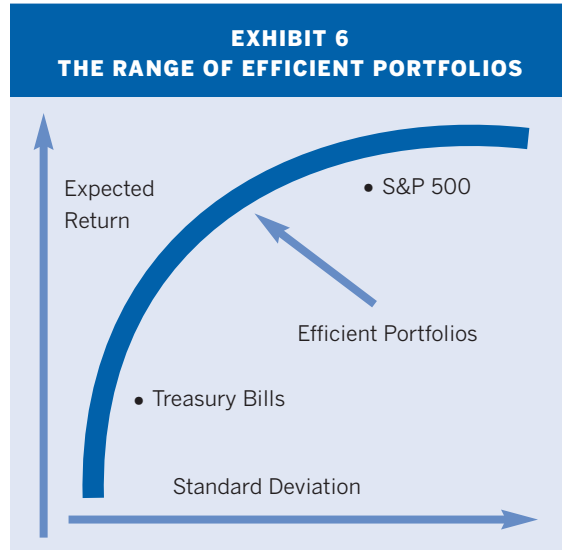 EXHIBIT 6
THE RANGE OF EFFICIENT PORTFOLIOS
Expected
Return
• S&P 500
Efficient Portfolios
• Treasury Bills
Standard Deviation